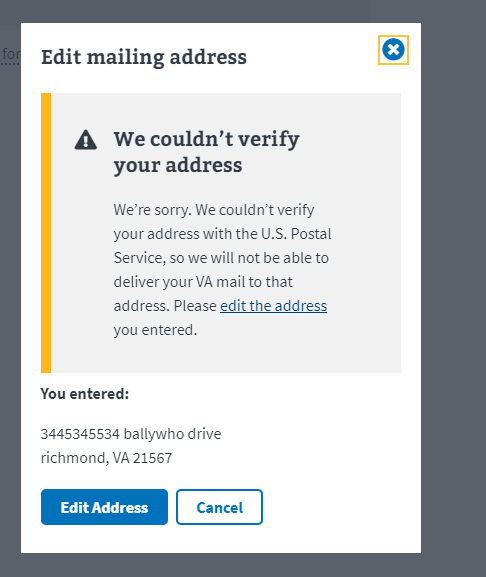 for
Edit mailing address
We couldn’t verify
your address
We’re sorry. We couldn’t verify
your address with the U.S. Postal
Service, so we will not be able to
deliver your VA mail to that
address. Please edit the address
you entered.
You entered:
3445345534 ballywho drive
richmond, VA 21567
Edit Address
Cancel